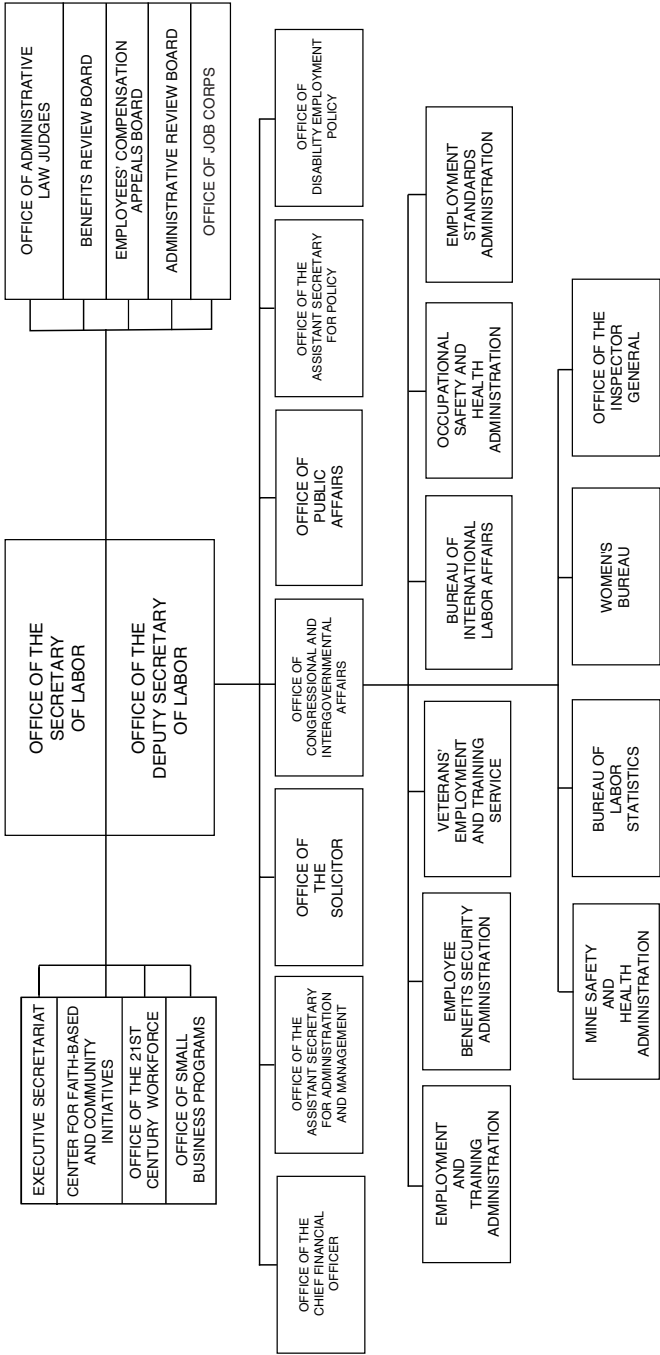 OFFICE OF THE
SECRETARY
OF LABOR
OFFICE OF THE
DEPUTY SECRETARY
OF LABOR
EXECUTIVE SECRETARIAT
CENTER FOR FAITH-BASED
AND COMMUNITY
INITIATIVES
OFFICE OF THE 21ST
CENTURY WORKFORCE
OFFICE OF SMALL
BUSINESS PROGRAMS
OFFICE OF ADMINISTRATIVE
LAW JUDGES
BENEFITS REVIEW BOARD
EMPLOYEES' COMPENSATION
APPEALS BOARD
ADMINISTRATIVE REVIEW BOARD
OFFICE OF JOB CORPS
OFFICE OF THE
CHIEF FINANCIAL
OFFICER
OFFICE OF THE
ASSISTANT SECRETARY
FOR ADMINISTRATION
AND MANAGEMENT
OFFICE OF
THE
SOLICITOR
OFFICE OF
CONGRESSIONAL AND
INTERGOVERNMENTAL
AFFAIRS
OFFICE OF
PUBLIC
AFFAIRS
OFFICE OF THE
ASSISTANT SECRETARY
FOR POLICY
OFFICE OF
DISABILITY EMPLOYMENT
POLICY
EMPLOYMENT
AND
TRAINING
ADMINISTRATION
EMPLOYEE
BENEFITS SECURITY
ADMINISTRATION
VETERANS'
EMPLOYMENT
AND TRAINING
SERVICE
BUREAU OF
INTERNATIONAL
LABOR AFFAIRS
OCCUPATIONAL
SAFETY AND
HEALTH
ADMINISTRATION
EMPLOYMENT
STANDARDS
ADMINISTRATION
MINE SAFETY
AND
HEALTH
ADMINISTRATION
BUREAU OF
LABOR
STATISTICS
WOMEN'S
BUREAU
OFFICE OF THE
INSPECTOR
GENERAL